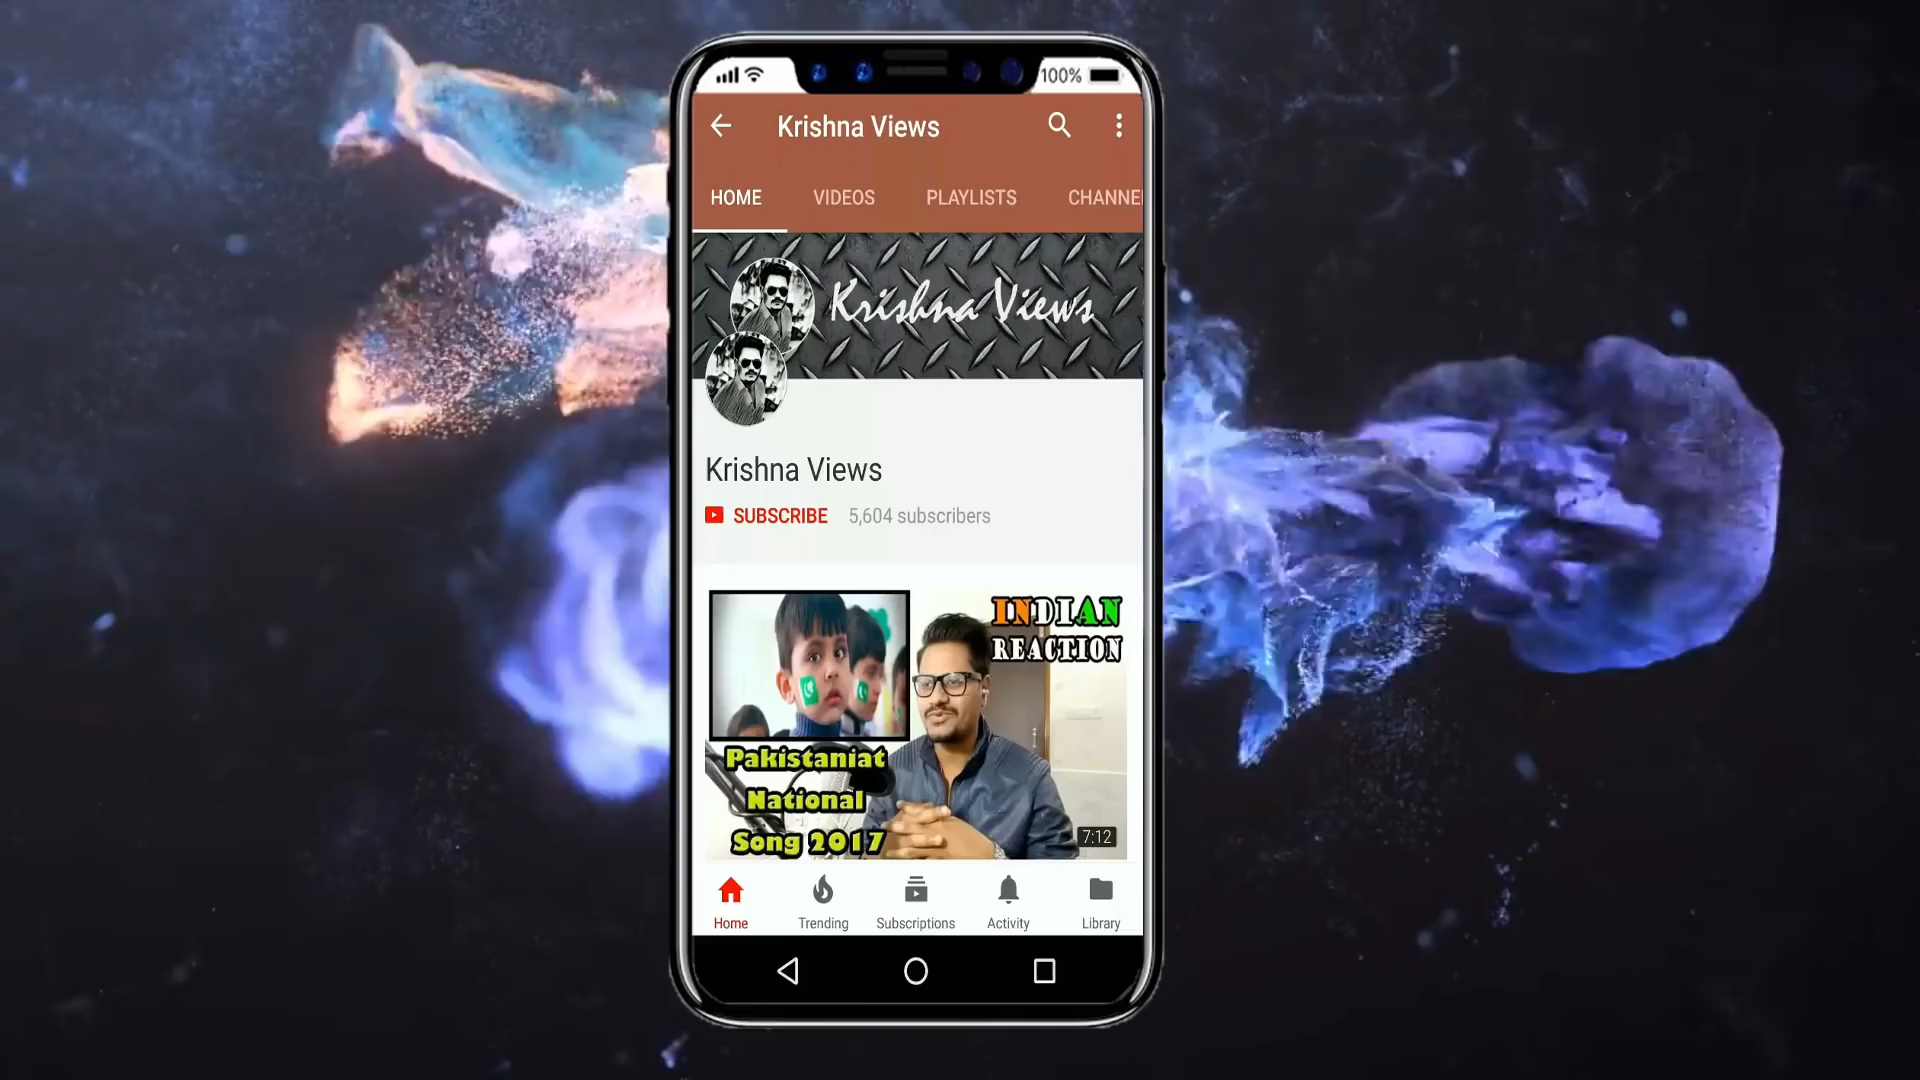 100%
Krishna Views
HOME VIDEOS PLAYLISTS CHANNE
Krishna Views
Krishna Views
SUBSCRIBE 5,604 subscribers
INDIAN
REACTION
Pakistaniat
National
Song 2017
7:12
Home Trending Subscriptions Activity Library